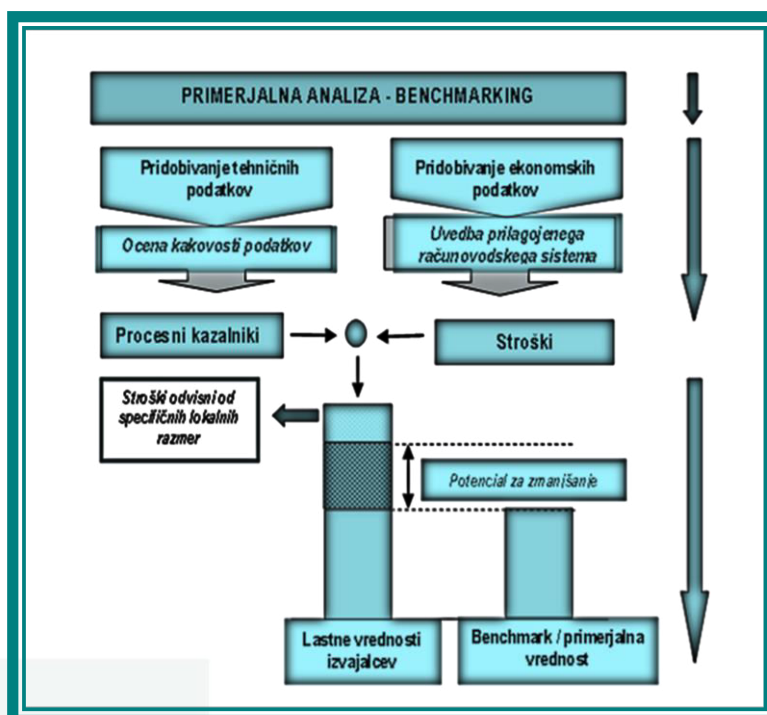 PRIMERJALNA ANALIZA - BENCHMARKING
Pridobivanje tehničnih
podatkov
Pridobivanje ekonomskih
podatkov
Ocena kakovosti podatkov
Uvedba prilagojenega
računovodskega sistema
Procesni kazalniki
Stroški
Stroški odvisni od
specifičnih lokalnih
razmer
Potencial za zmanjšanje
Lastne vrednosti
izvajalcev
Benchmark / primerjalna
vrednost